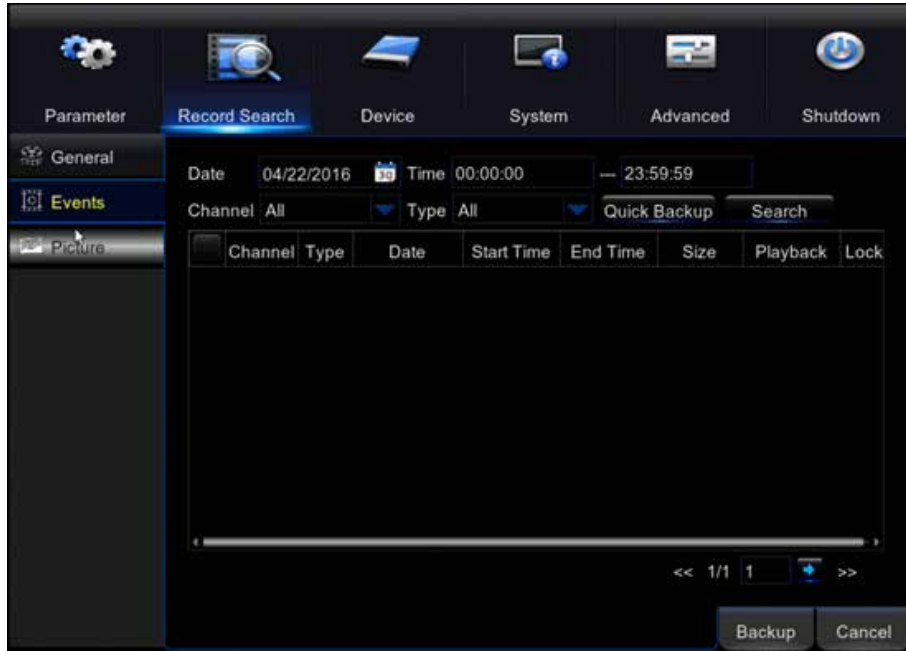 Parameter Record Search Device System Advanced Shutdown
General
Events
Picture
Date 04/22/2016 30 Time 00:00:00 --- 23:59:59
Channel All Type All Quick Backup Search
Channel Type Date Start Time End Time Size Playback Lock
<< 1/1 1 >>
Backup Cancel